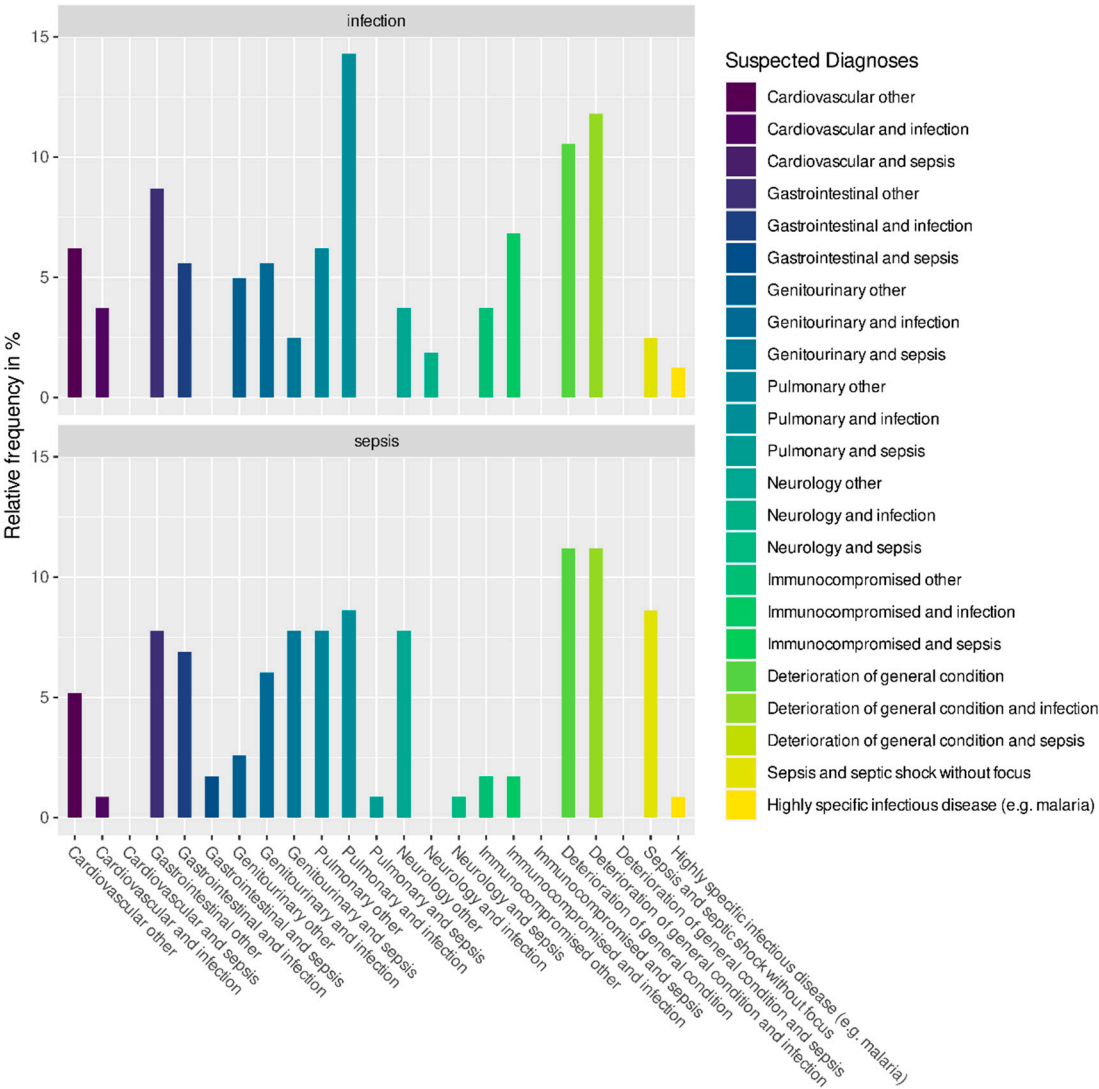 infection
15
10
5
0
sepsis
15
10
5
0
Relative frequency in %
Cardiovascular other
Cardiovascular and infection
Cardiovascular and sepsis
Gastrointestinal other
Gastrointestinal and infection
Gastrointestinal and sepsis
Genitourinary other
Genitourinary and infection
Genitourinary and sepsis
Pulmonary other
Pulmonary and infection
Pulmonary and sepsis
Neurology other
Neurology and infection
Neurology and sepsis
Immunocompromised other
Immunocompromised and infection
Immunocompromised and sepsis
Deterioration of general condition
Deterioration of general condition and infection
Deterioration of general condition and sepsis
Sepsis and septic shock without focus
Highly specific infectious disease (e.g. malaria)
Suspected Diagnoses
Cardiovascular other
Cardiovascular and infection
Cardiovascular and sepsis
Gastrointestinal other
Gastrointestinal and infection
Gastrointestinal and sepsis
Genitourinary other
Genitourinary and infection
Genitourinary and sepsis
Pulmonary other
Pulmonary and infection
Pulmonary and sepsis
Neurology other
Neurology and infection
Neurology and sepsis
Immunocompromised other
Immunocompromised and infection
Immunocompromised and sepsis
Deterioration of general condition
Deterioration of general condition and infection
Deterioration of general condition and sepsis
Sepsis and septic shock without focus
Highly specific infectious disease (e.g. malaria)